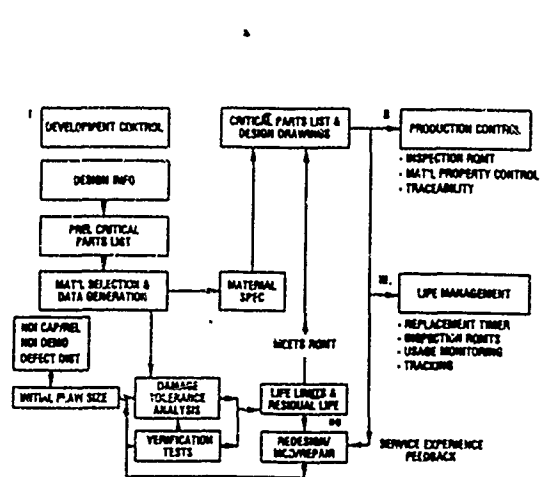 I
DEVELOPMENT CONTROL
DESIGN INFO
PREL CRITICAL
PARTS LIST
MAT'L SELECTION &
DATA GENERATION
MATERIAL
SPEC
CRITICAL PARTS LIST &
DESIGN DRAWINGS
II
PRODUCTION CONTROL
- INSPECTION RQMT
- MAT'L PROPERTY CONTROL
- TRACEABILITY
III.
LIFE MANAGEMENT
- REPLACEMENT TIMER
- INSPECTION RQMTS
- USAGE MONITORING
- TRACKING
NDI CAP/REL
NDI DEMO
DEFECT DIST
INITIAL FLAW SIZE
DAMAGE
TOLERANCE
ANALYSIS
VERIFICATION
TESTS
MEETS RQMT
LIFE LIMITS &
RESIDUAL LIFE
NO
REDESIGN/
MOD/REPAIR
SERVICE EXPERIENCE
FEEDBACK